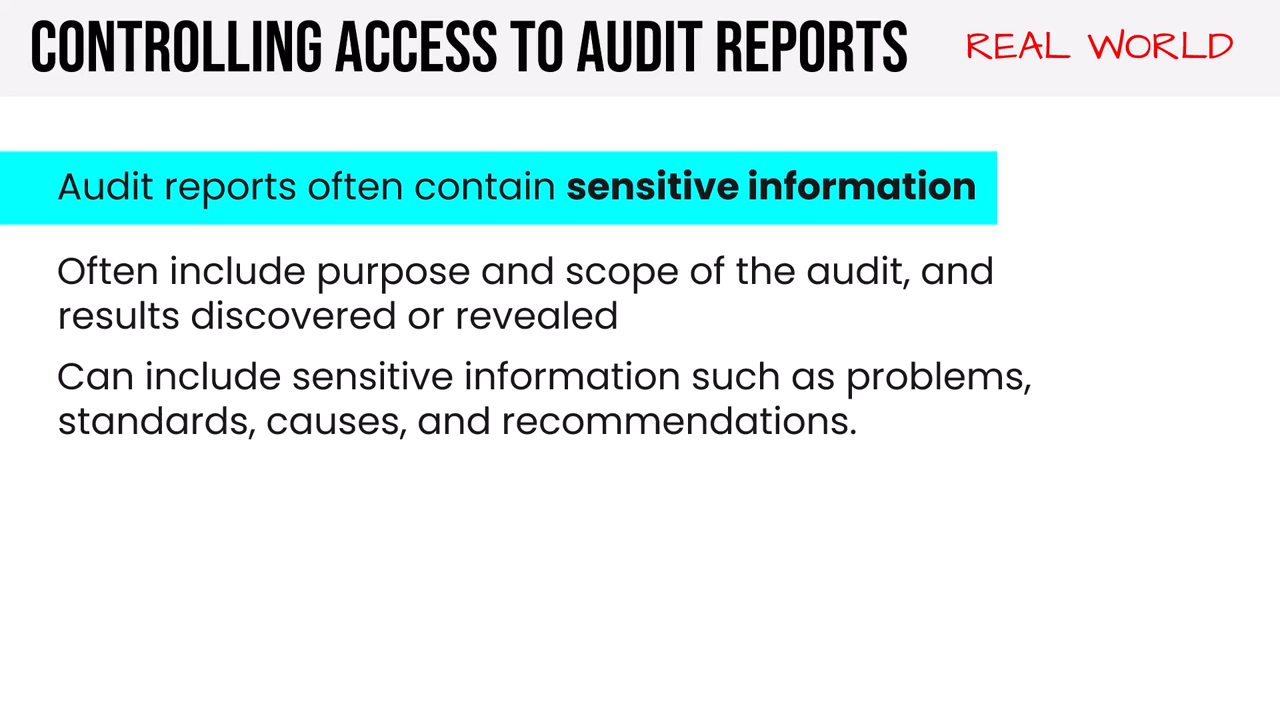 CONTROLLING ACCESS TO AUDIT REPORTS
REAL WORLD
Audit reports often contain sensitive information
Often include purpose and scope of the audit, and
results discovered or revealed
Can include sensitive information such as problems,
standards, causes, and recommendations.